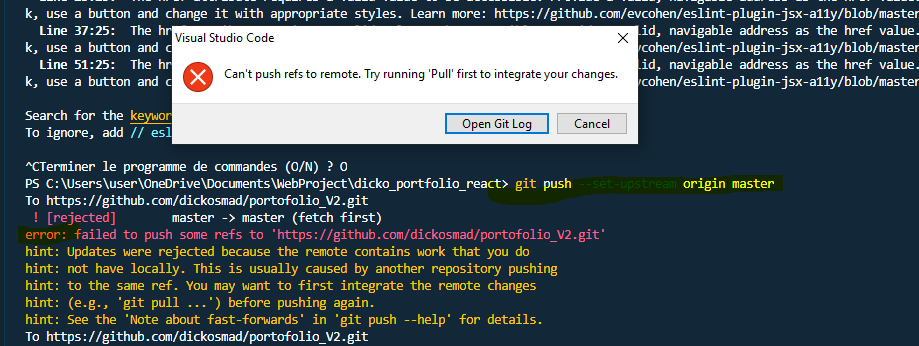 k, use a button and change it with appropriate styles. Learn more: https://github.com/evcohen/eslint-plugin-jsx-a11y/blob/master
Line 37:25: The hr
lid, navigable address as the href value.
k, use a button and c
/evcohen/eslint-plugin-jsx-a11y/blob/master
Line 51:25: The hr
lid, navigable address as the href value.
k, use a button and c
/evcohen/eslint-plugin-jsx-a11y/blob/master
Visual Studio Code
Can't push refs to remote. Try running 'Pull' first to integrate your changes.
Open Git Log
Cancel
Search for the keywor
To ignore, add // esl
^CTerminer le programme de commandes (O/N) ? O
PS C:\Users\user\OneDrive\Documents\WebProject\dicko_portfolio_react> git push --set-upstream origin master
To https://github.com/dickosmad/portofolio_V2.git
! [rejected] master -> master (fetch first)
error: failed to push some refs to 'https://github.com/dickosmad/portofolio_V2.git'
hint: Updates were rejected because the remote contains work that you do
hint: not have locally. This is usually caused by another repository pushing
hint: to the same ref. You may want to first integrate the remote changes
hint: (e.g., 'git pull ...') before pushing again.
hint: See the 'Note about fast-forwards' in 'git push --help' for details.
To https://github.com/dickosmad/portofolio_V2.git